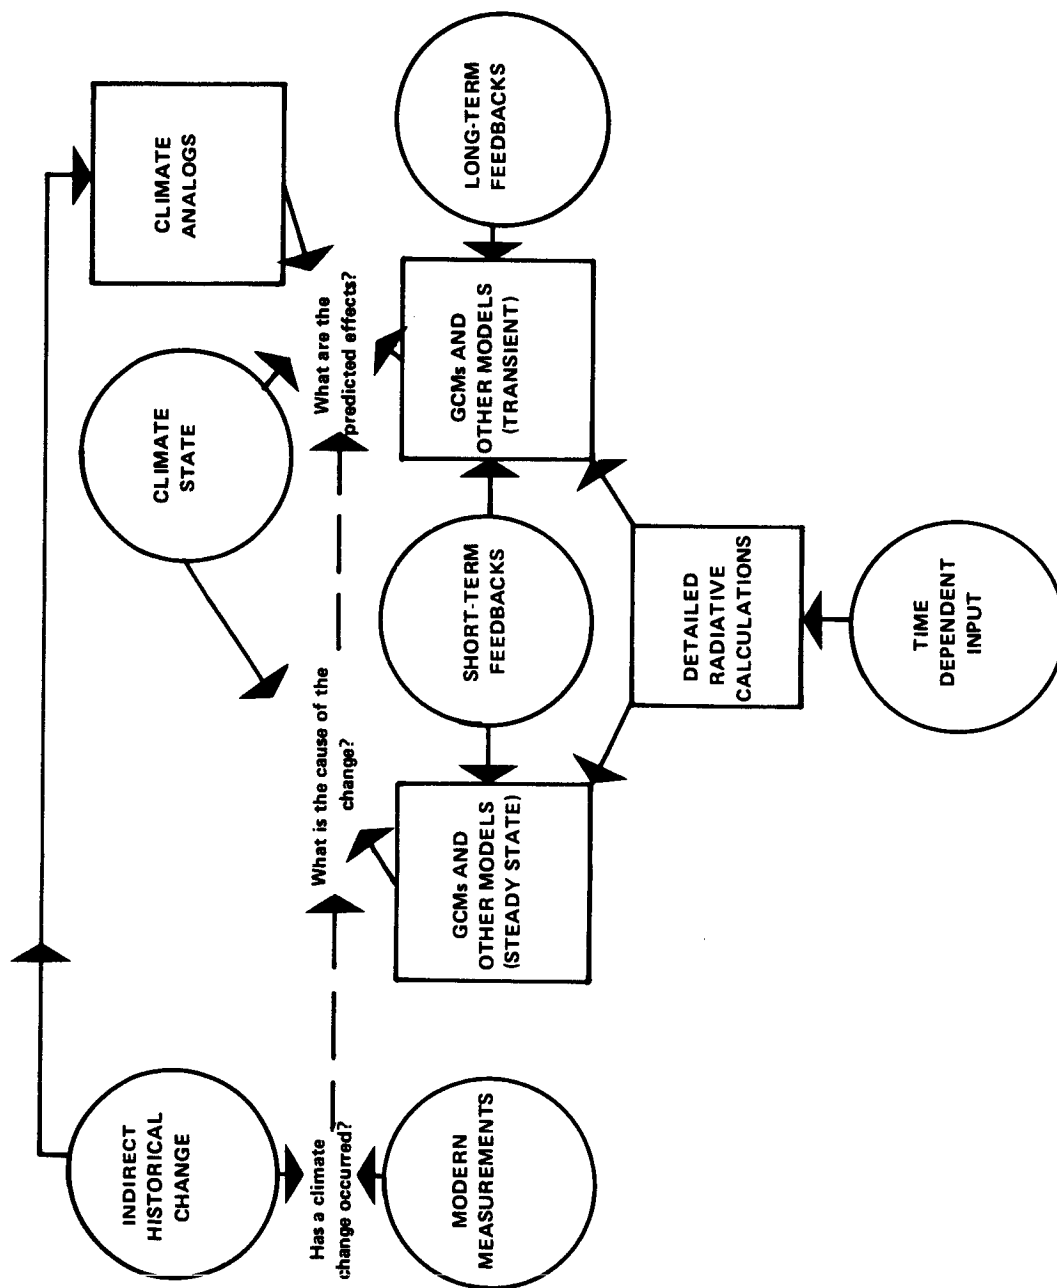 INDIRECT
HISTORICAL
CHANGE
CLIMATE
STATE
CLIMATE
ANALOGS
Has a climate
change occurred?
What is the cause of the
change?
What are the
predicted effects?
MODERN
MEASUREMENTS
GCMs AND
OTHER MODELS
(STEADY STATE)
SHORT-TERM
FEEDBACKS
GCMs AND
OTHER MODELS
(TRANSIENT)
LONG-TERM
FEEDBACKS
DETAILED
RADIATIVE
CALCULATIONS
TIME
DEPENDENT
INPUT